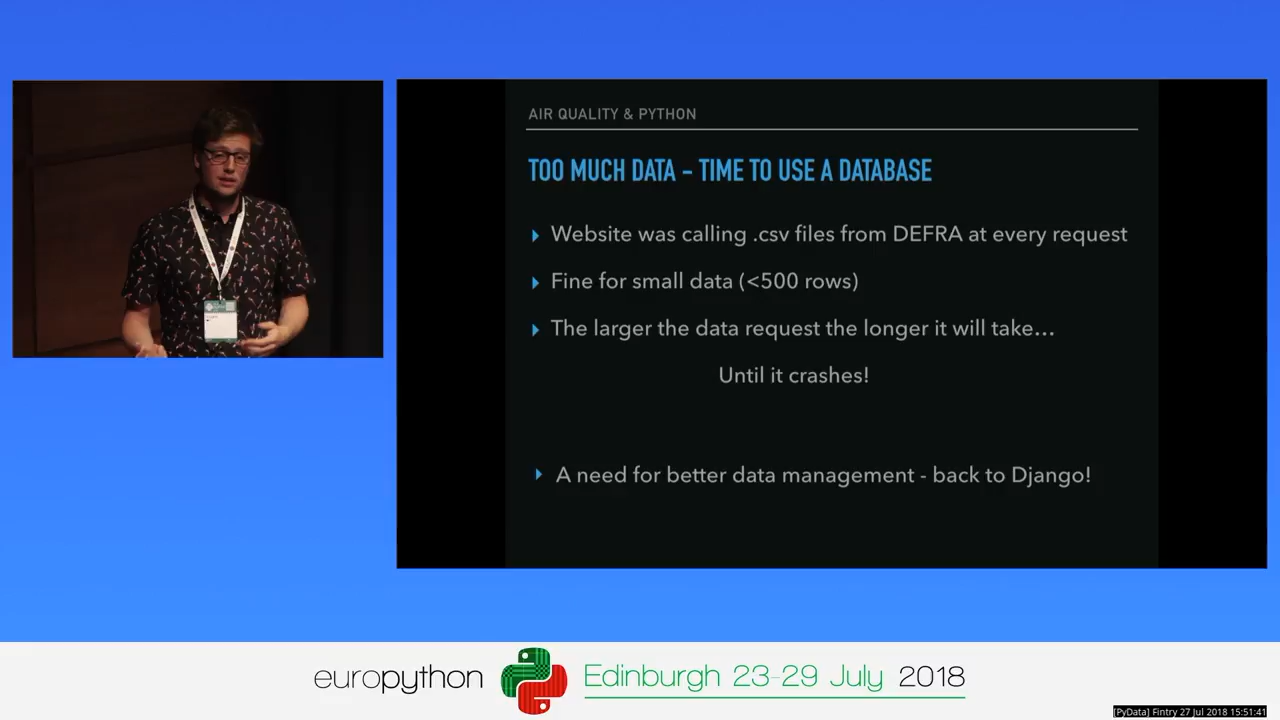 AIR QUALITY & PYTHON
TOO MUCH DATA – TIME TO USE A DATABASE
Website was calling .csv files from DEFRA at every request
Fine for small data (<500 rows)
The larger the data request the longer it will take...
Until it crashes!
A need for better data management - back to Django!
europython
Edinburgh 23-29 July 2018
[PyData] Fintry 27 Jul 2018 15:51:41